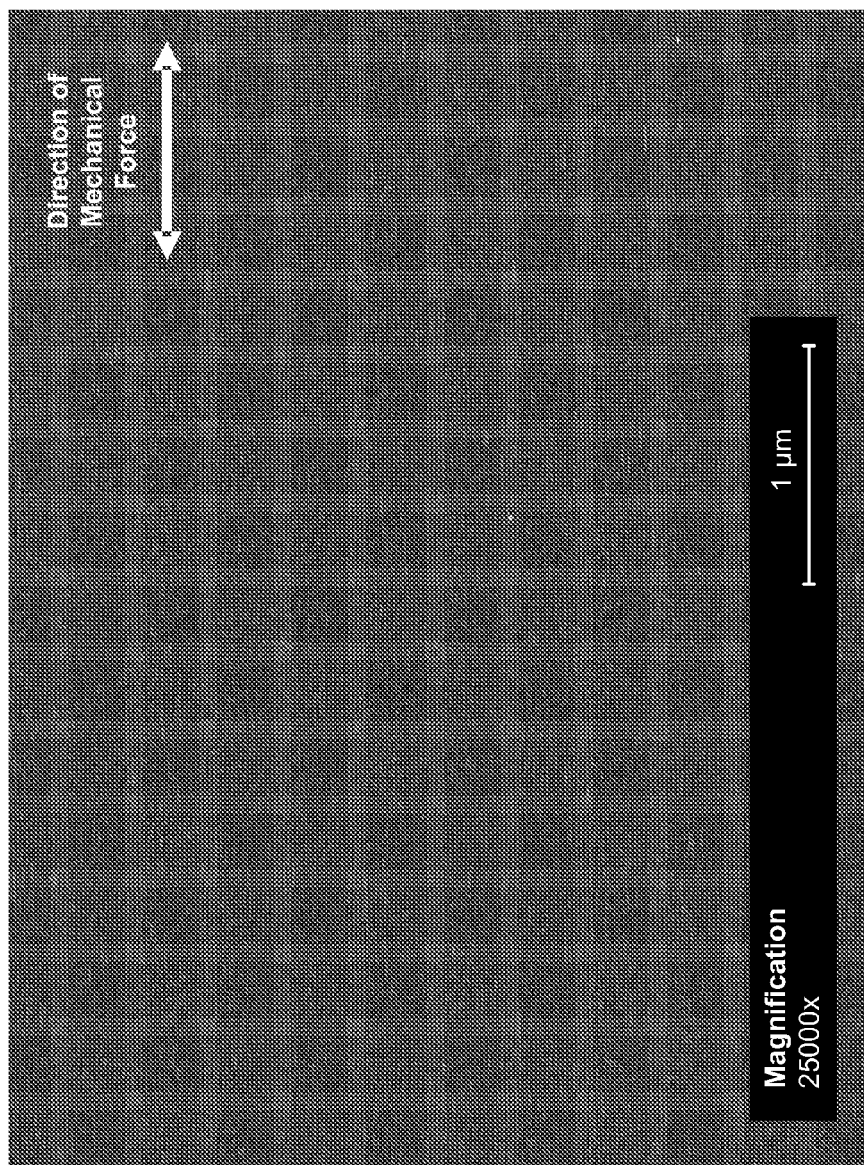 Direction of
Mechanical
Force
1 µm
Magnification
25000x